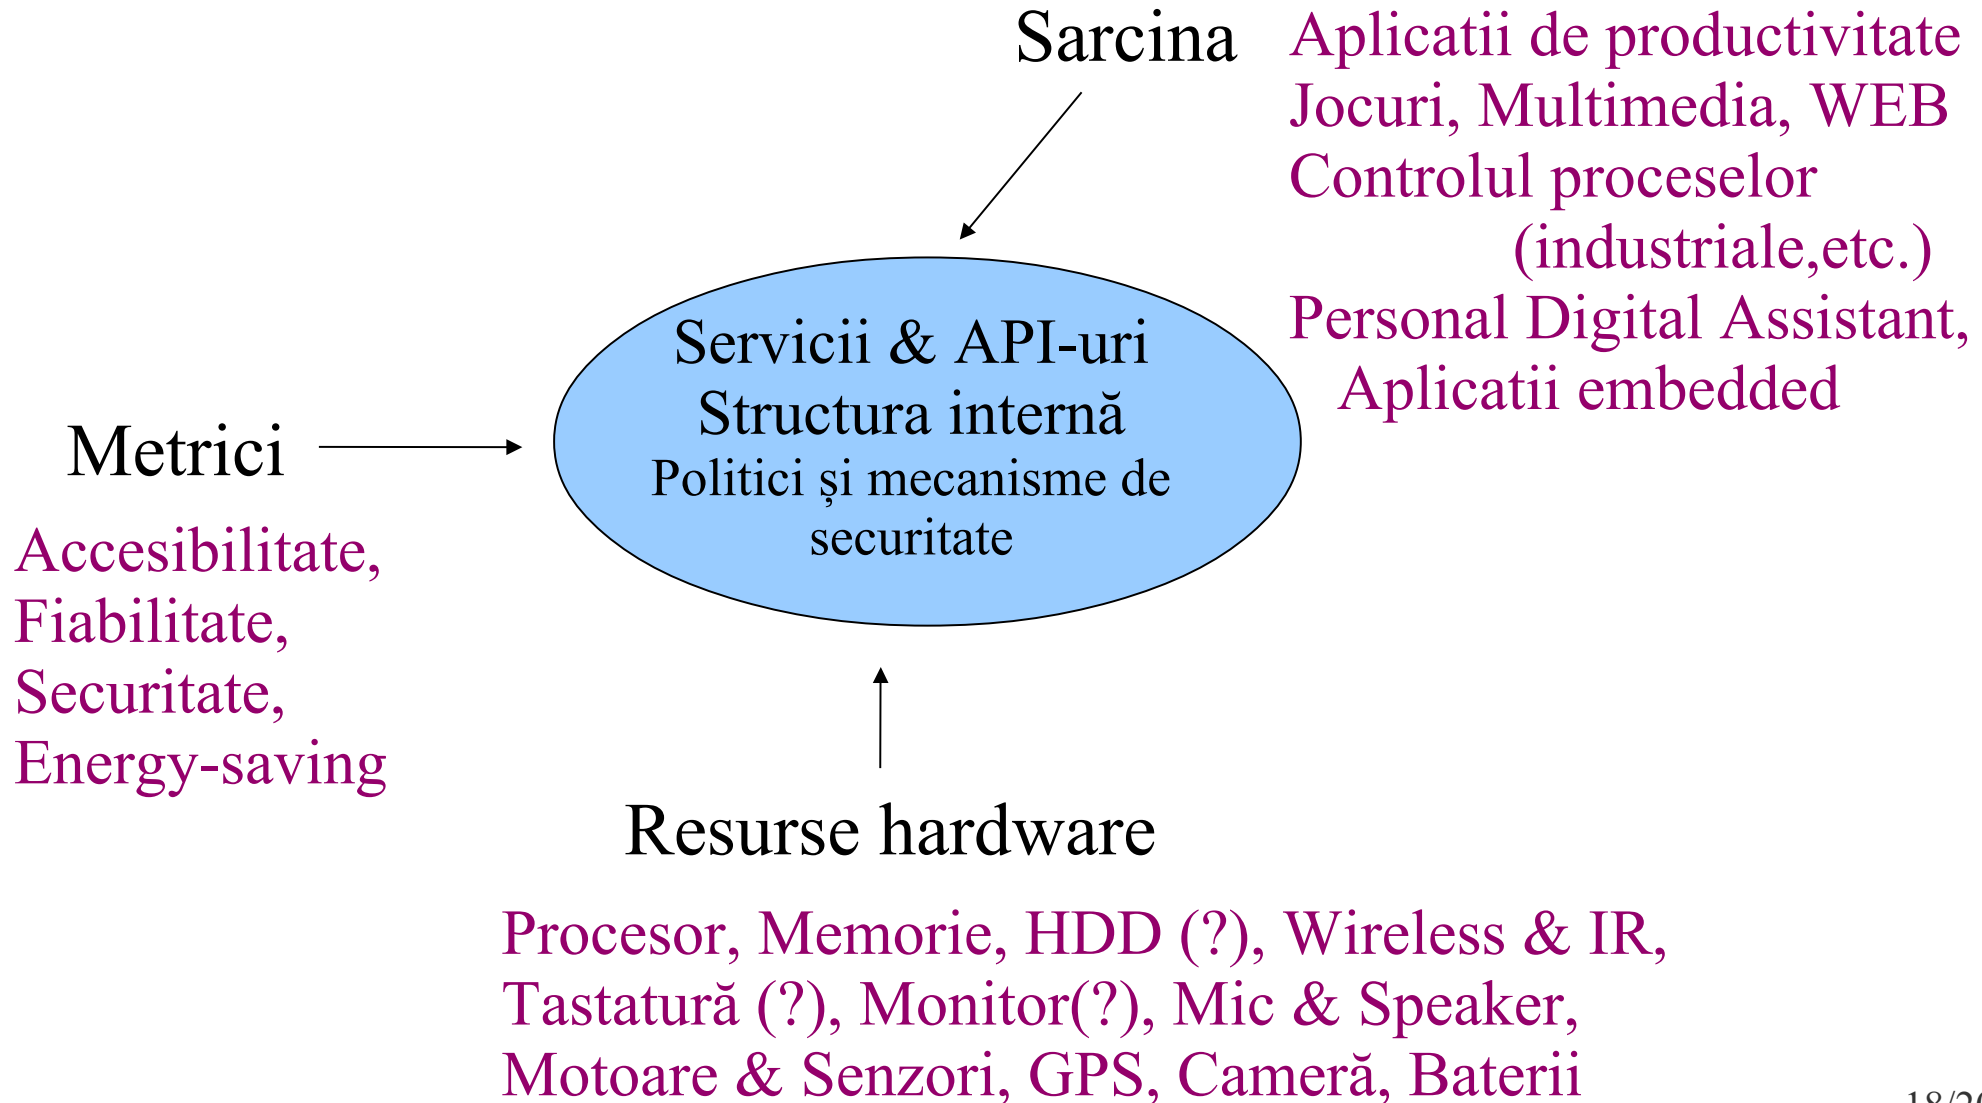 Sarcina
Aplicatii de productivitate
Jocuri, Multimedia, WEB
Controlul proceselor
(industriale,etc.)
Personal Digital Assistant,
Aplicatii embedded
Servicii & API-uri
Structura internă
Politici și mecanisme de
securitate
Metrici
Accesibilitate,
Fiabilitate,
Securitate,
Energy-saving
Resurse hardware
Procesor, Memorie, HDD (?), Wireless & IR,
Tastatură (?), Monitor(?), Mic & Speaker,
Motoare & Senzori, GPS, Cameră, Baterii